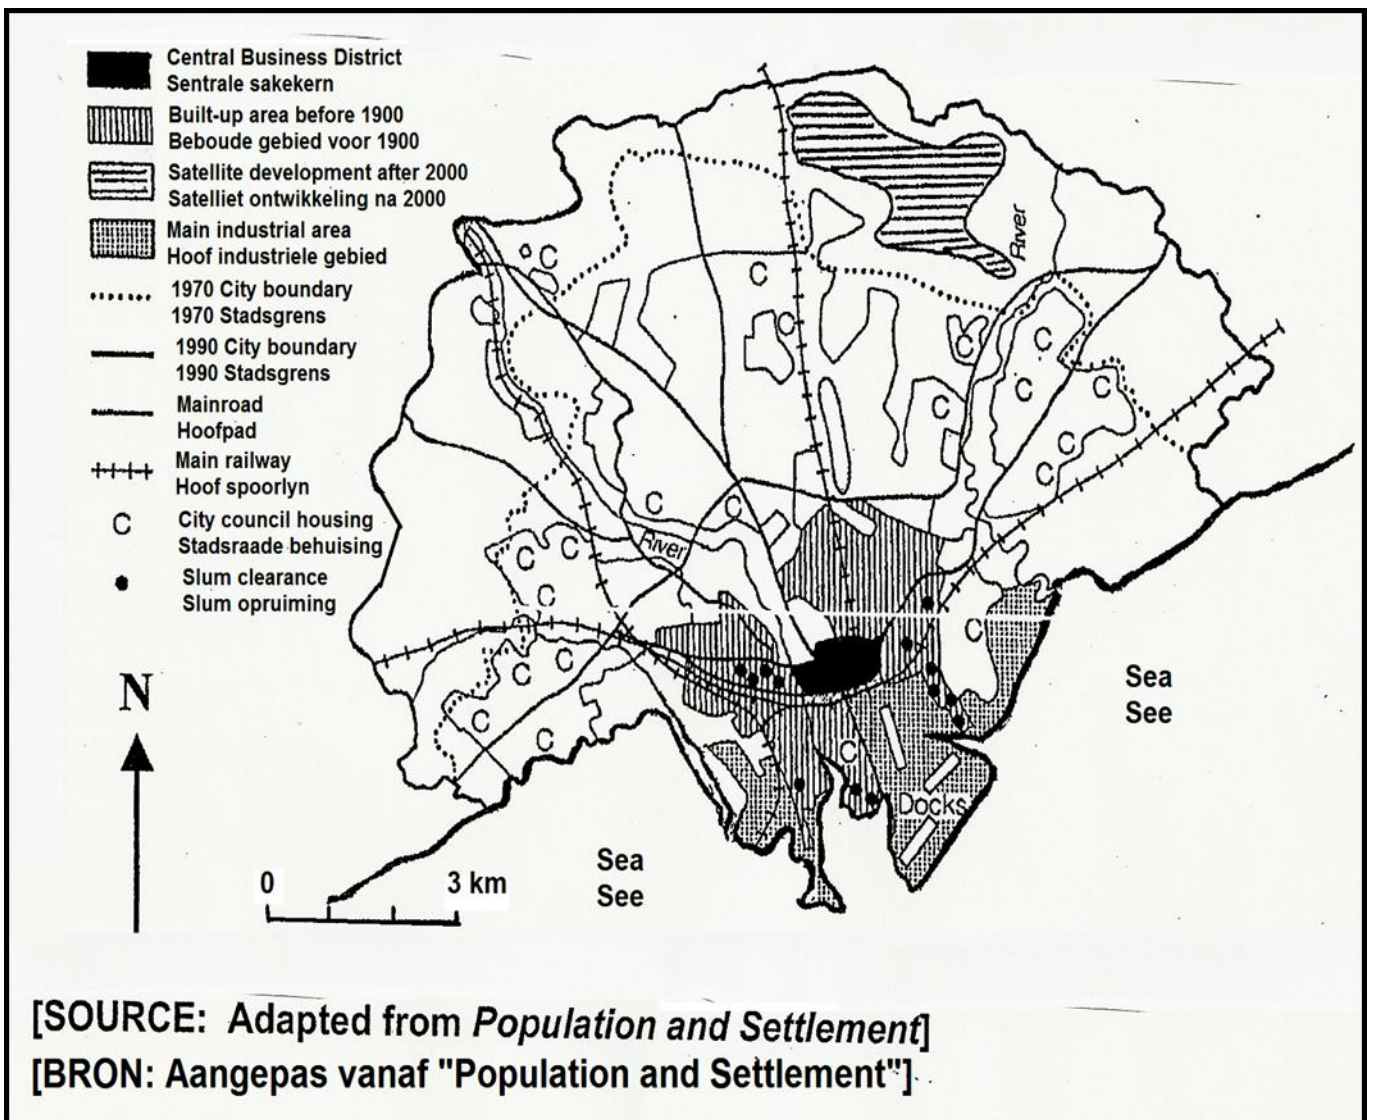 Central Business District
Sentrale sakekern
Built-up area before 1900
Beboude gebied voor 1900
Satellite development after 2000
Satelliet ontwikkeling na 2000
Main industrial area
Hoof industriele gebied
1970 City boundary
1970 Stadsgrens
1990 City boundary
1990 Stadsgrens
Mainroad
Hoofpad
Main railway
Hoof spoorlyn
C City council housing
Stadsraade behuising
Slum clearance
Slum opruiming
N
0 3 km
River
C
C
C
C
C
C
C
C
C
C
C
C
C
River
C
C
C
C
C
C
C
C
C
Docks
Sea
See
Sea
See
[SOURCE: Adapted from Population and Settlement]
[BRON: Aangepas vanaf "Population and Settlement"]